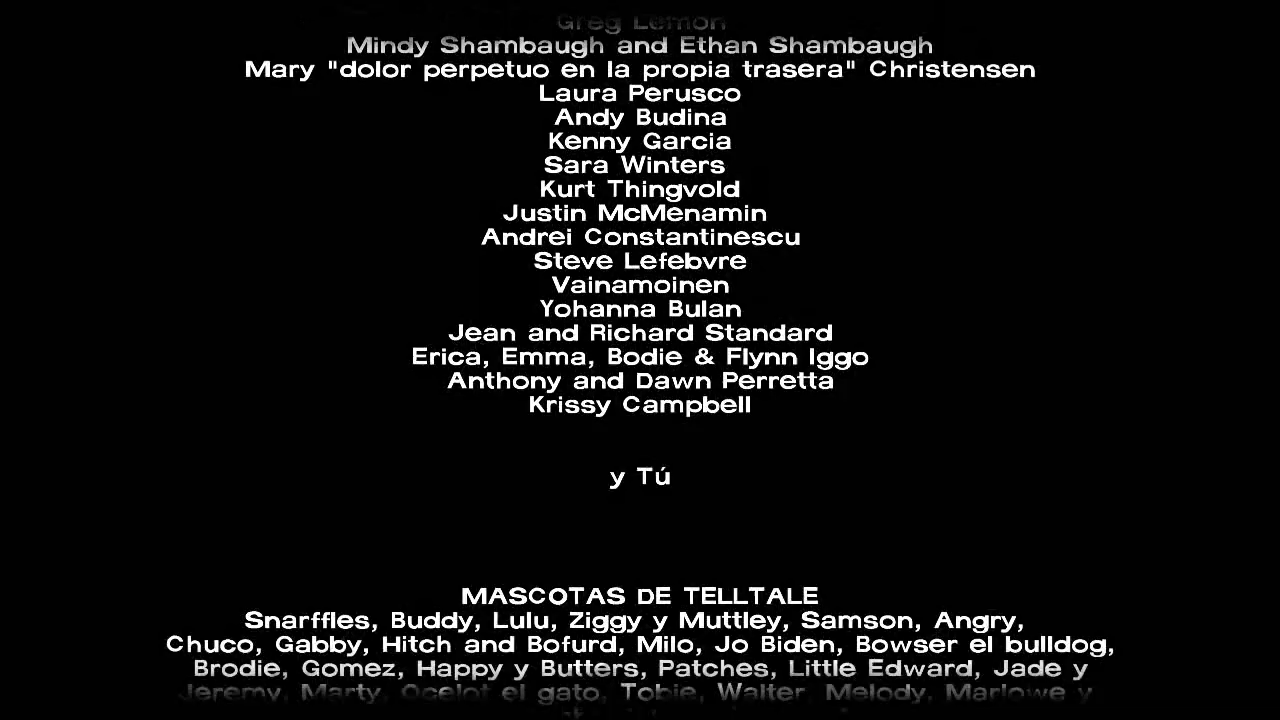 Greg Lemon
Mindy Shambaugh and Ethan Shambaugh
Mary "dolor perpetuo en la propia trasera" Christensen
Laura Perusco
Andy Budina
Kenny Garcia
Sara Winters
Kurt Thingvold
Justin McMenamin
Andrei Constantinescu
Steve Lefebvre
Vainamoinen
Yohanna Bulan
Jean and Richard Standard
Erica, Emma, Bodie & Flynn Iggo
Anthony and Dawn Perretta
Krissy Campbell
y Tú
MASCOTAS DE TELLTALE
Snarffles, Buddy, Lulu, Ziggy y Muttley, Samson, Angry,
Chuco, Gabby, Hitch and Bofurd, Milo, Jo Biden, Bowser el bulldog,
Brodie, Gomez, Happy y Butters, Patches, Little Edward, Jade y
Jeremy, Marty, Ocelot el gato, Tobie, Walter, Melody, Marlowe y